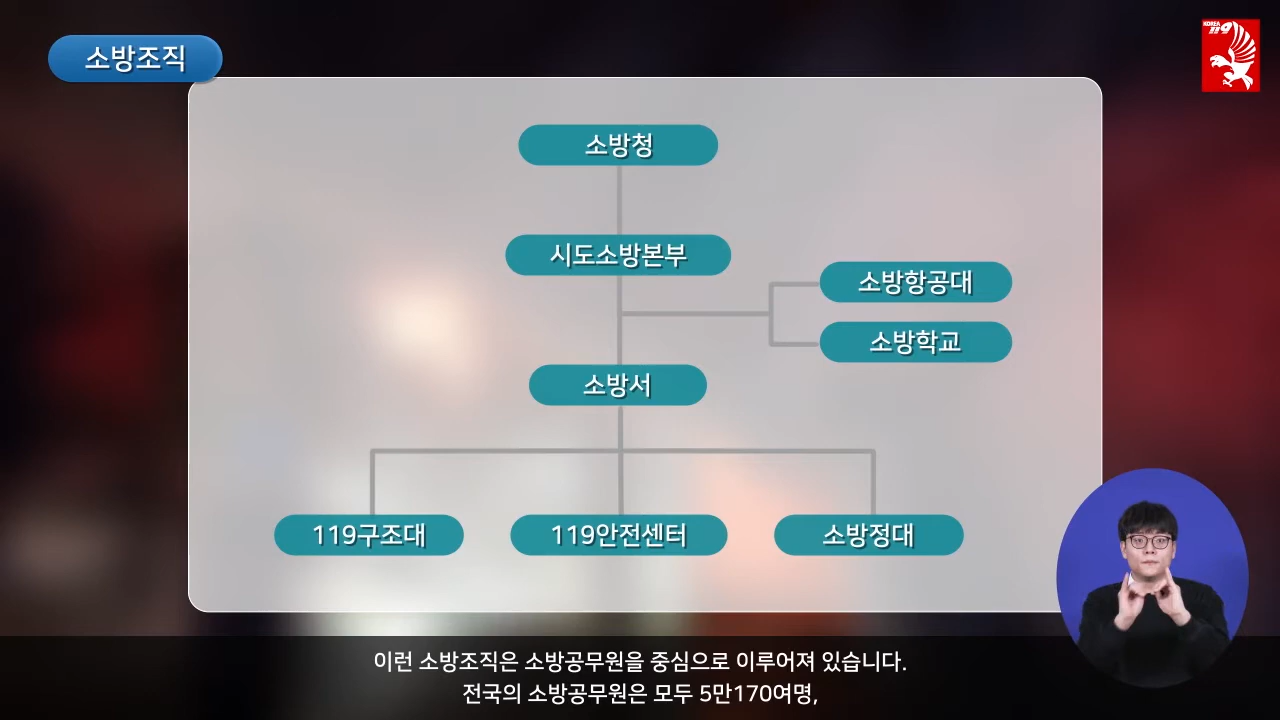 소방조직
KOREA
119
소방청
시도소방본부
소방항공대
소방학교
소방서
119구조대
119안전센터
소방정대
이런 소방조직은 소방공무원을 중심으로 이루어져 있습니다.
전국의 소방공무원은 모두 5만170여명,